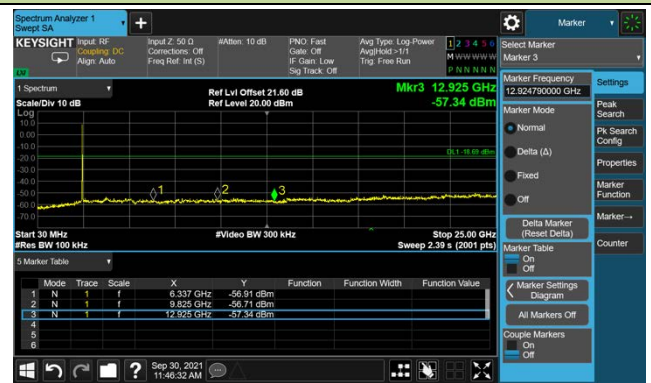 Spectrum Analyzer 1
Swept SA
Marker
KEYSIGHT
Input: RF
Coupling: DC
Align: Auto
Input Z: 50 Ω
Corrections: Off
Freq Ref: Int (S)
#Atten: 10 dB
PNO: Fast
Gate: Off
IF Gain: Low
Sig Track: Off
Avg Type: Log-Power
Avg|Hold:>1/1
Trig: Free Run
1 2 3 4 5 6
M W W W W W
P N N N N N
LXI
Select Marker
Marker 3
1 Spectrum
Scale/Div 10 dB
Ref Lvl Offset 21.60 dB
Ref Level 20.00 dBm
Mkr3 12.925 GHz
-57.34 dBm
Log
10.0
0.00
-10.0
-20.0
-30.0
-40.0
-50.0
-60.0
-70.0
DL1 -18.69 dBm
1
2
3
Start 30 MHz
#Res BW 100 kHz
#Video BW 300 kHz
Stop 25.00 GHz
Sweep 2.39 s (2001 pts)
5 Marker Table
Mode Trace Scale X Y Function Function Width Function Value
1 N 1 f 6.337 GHz -56.91 dBm
2 N 1 f 9.825 GHz -56.71 dBm
3 N 1 f 12.925 GHz -57.34 dBm
4
5
6
Marker Frequency
12.924790000 GHz
Marker Mode
Normal
Delta (Δ)
Fixed
Off
Delta Marker
(Reset Delta)
Marker Table
On
Off
Marker Settings
Diagram
All Markers Off
Couple Markers
On
Off
Settings
Peak
Search
Pk Search
Config
Properties
Marker
Function
Marker→
Counter
?
Sep 30, 2021
11:46:32 AM